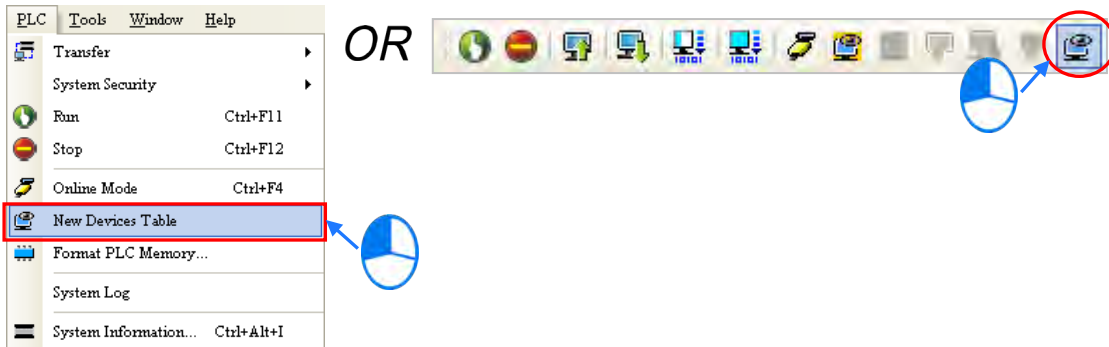 PLC Tools Window Help
Transfer
System Security
Run Ctrl+F11
Stop Ctrl+F12
Online Mode Ctrl+F4
New Devices Table
Format PLC Memory...
System Log
System Information... Ctrl+Alt+I
OR